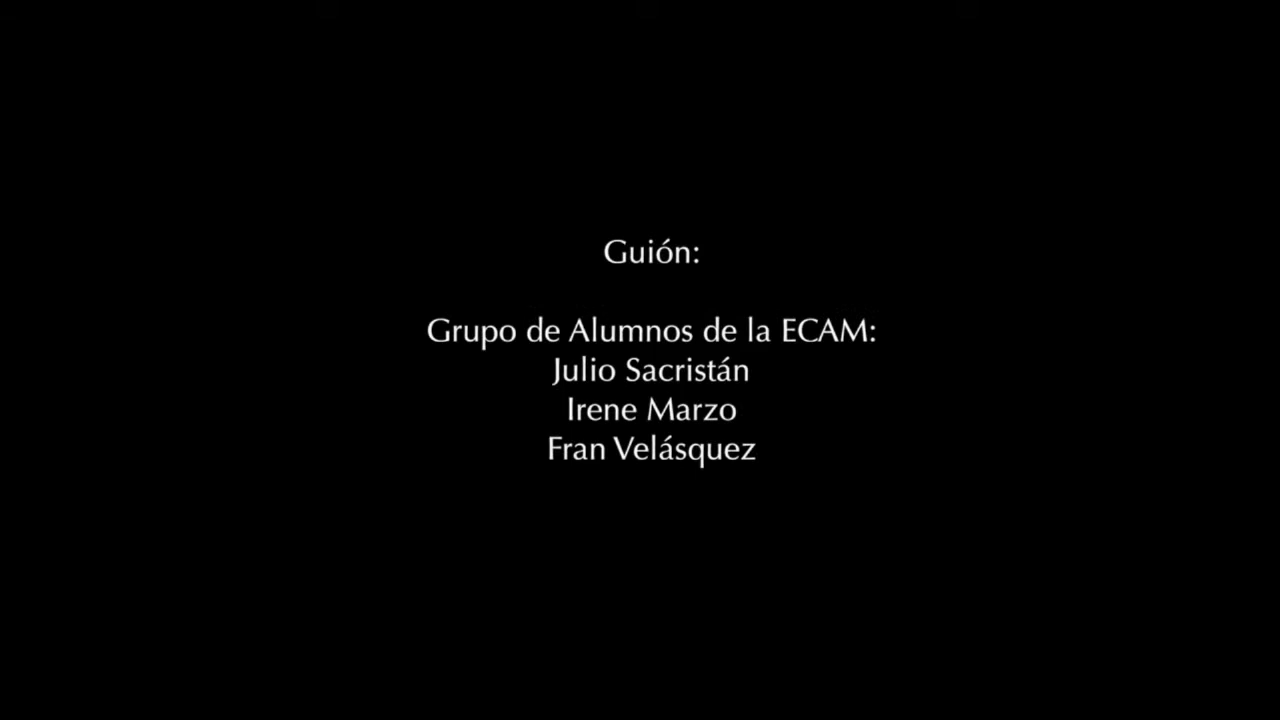 Guión:
Grupo de Alumnos de la ECAM:
Julio Sacristán
Irene Marzo
Fran Velásquez